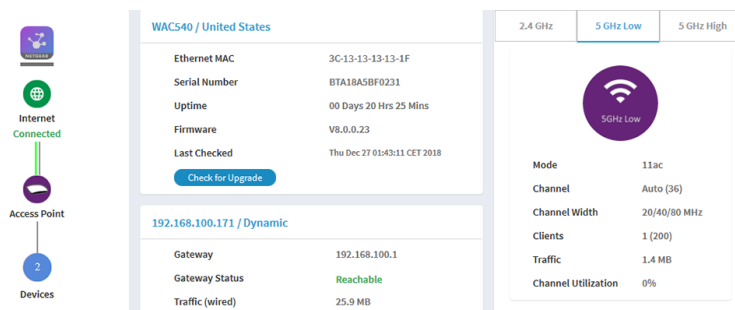 NETGEAR
Internet
Connected
Access Point
2
Devices
WAC540 / United States
Ethernet MAC 3C-13-13-13-13-1F
Serial Number BTA18A5BF0231
Uptime 00 Days 20 Hrs 25 Mins
Firmware V8.0.0.23
Last Checked Thu Dec 27 01:43:11 CET 2018
Check for Upgrade
192.168.100.171 / Dynamic
Gateway 192.168.100.1
Gateway Status Reachable
Traffic (wired) 25.9 MB
2.4 GHz 5 GHz Low 5 GHz High
5GHz Low
Mode 11ac
Channel Auto (36)
Channel Width 20/40/80 MHz
Clients 1 (200)
Traffic 1.4 MB
Channel Utilization 0%